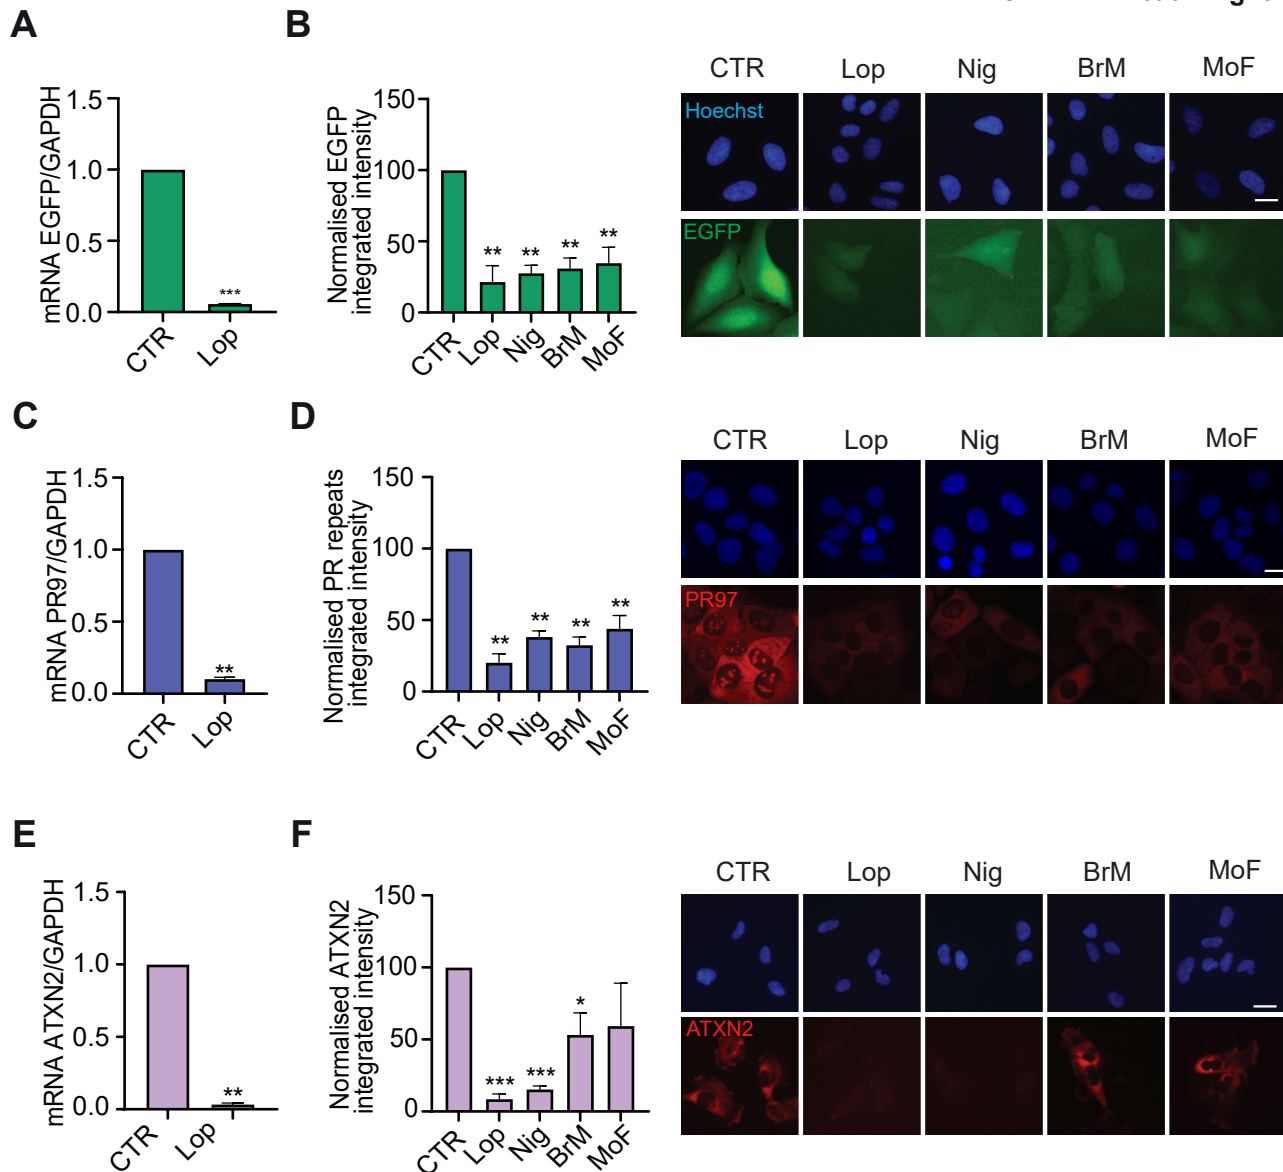 A
B
mRNA EGFP/GAPDH
1.5
1.0
0.5
0.0
***
CTR
Lop
Normalised EGFP
integrated intensity
150
100
50
0
**
**
**
**
CTR
Lop
Nig
BrM
MoF
CTR Lop Nig BrM MoF
Hoechst
EGFP
C
D
mRNA PR97/GAPDH
1.5
1.0
0.5
0.0
**
CTR
Lop
Normalised PR repeats
integrated intensity
150
100
50
0
**
**
**
**
CTR
Lop
Nig
BrM
MoF
CTR Lop Nig BrM MoF
PR97
E
F
mRNA ATXN2/GAPDH
1.5
1.0
0.5
0.0
**
CTR
Lop
Normalised ATXN2
integrated intensity
150
100
50
0
***
***
*
CTR
Lop
Nig
BrM
MoF
CTR Lop Nig BrM MoF
ATXN2